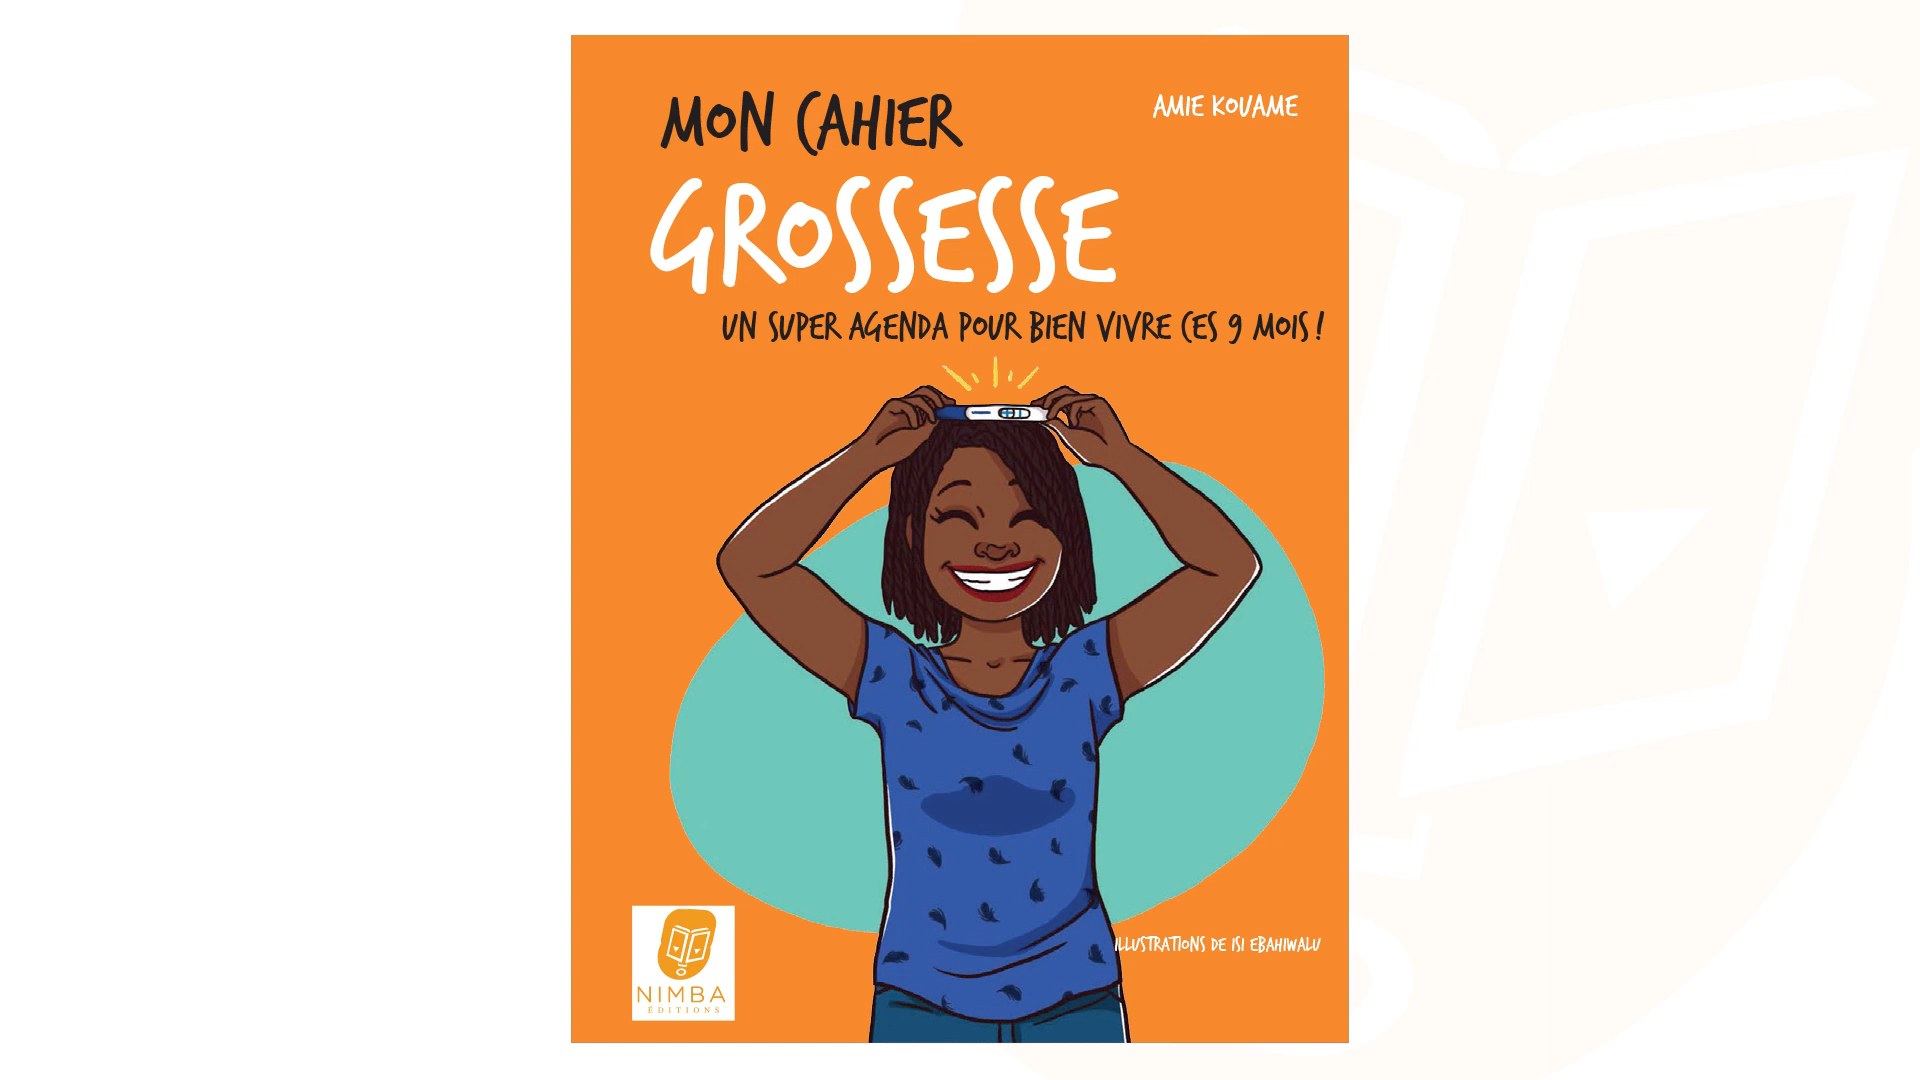 MON CAHIER
AMIE KOUAME
GROSSESSE
UN SUPER AGENDA POUR BIEN VIVRE CES 9 MOIS !
ILLUSTRATIONS DE ISI EBAHIWALU
NIMBA
ÉDITIONS